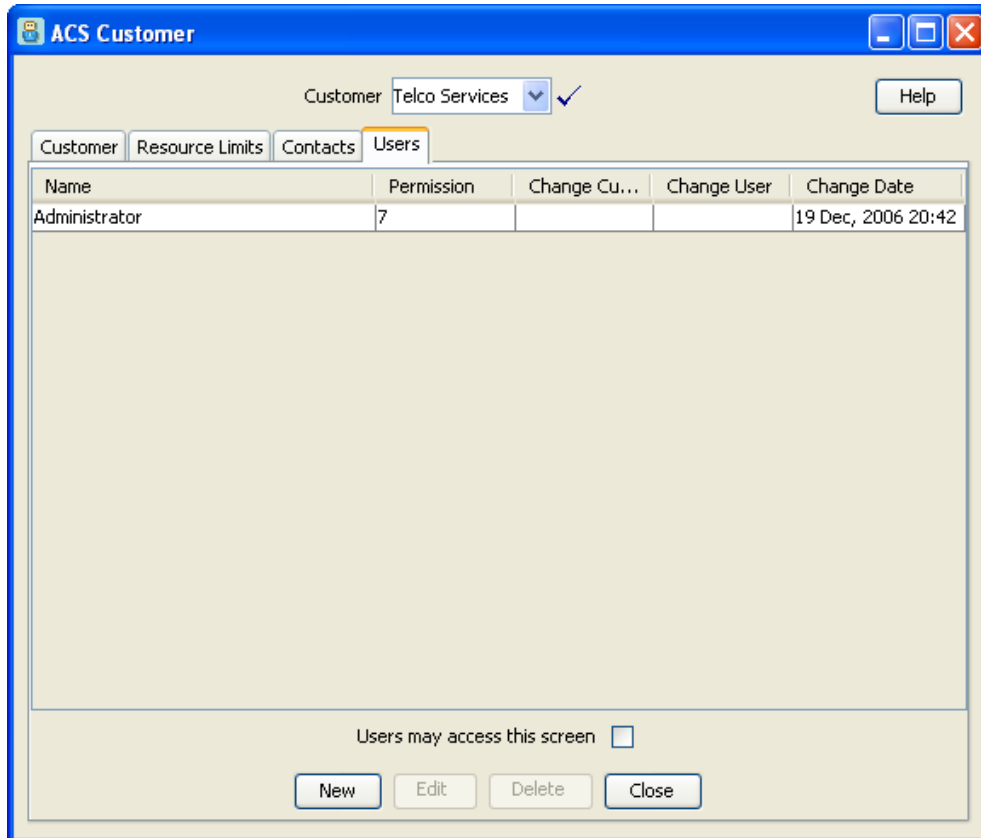 ACS Customer
Customer Telco Services Help
Customer Resource Limits Contacts Users
Name Permission Change Cu... Change User Change Date
Administrator 7 19 Dec, 2006 20:42
Users may access this screen
New Edit Delete Close